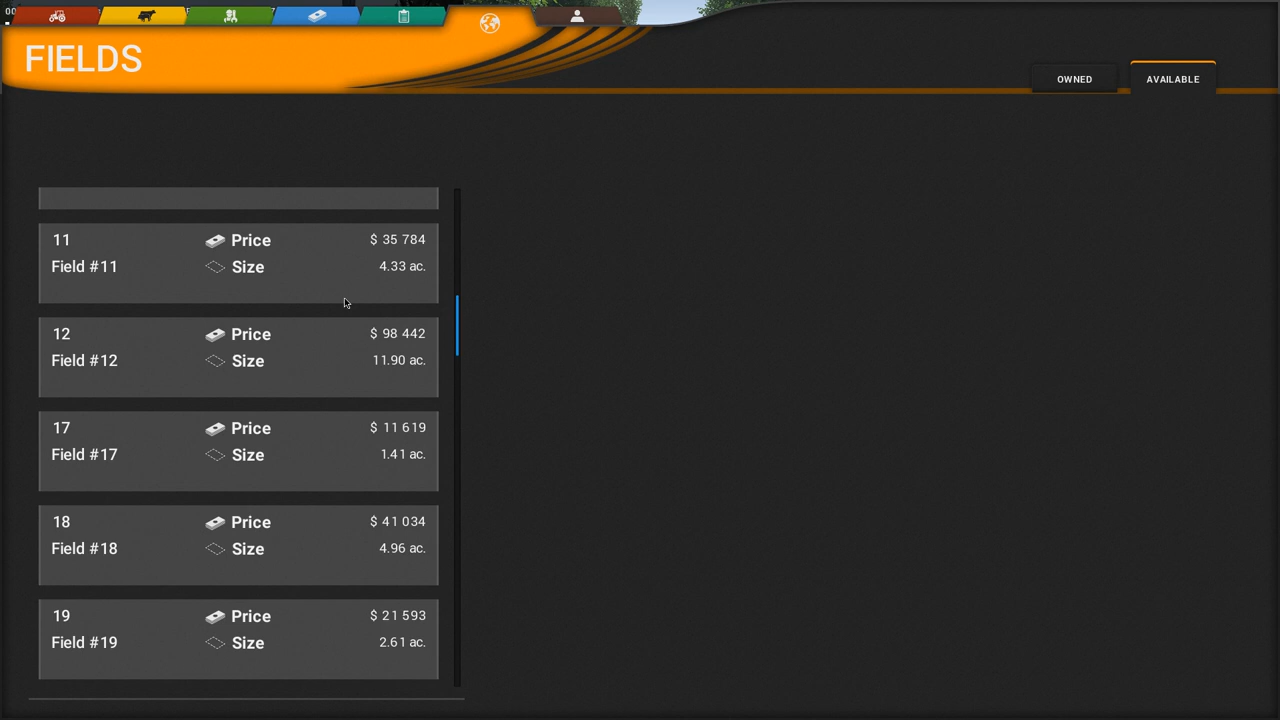 FIELDS
OWNED
AVAILABLE
11 Price $ 35 784
Field #11 Size 4.33 ac.
12 Price $ 98 442
Field #12 Size 11.90 ac.
17 Price $ 11 619
Field #17 Size 1.41 ac.
18 Price $ 41 034
Field #18 Size 4.96 ac.
19 Price $ 21 593
Field #19 Size 2.61 ac.